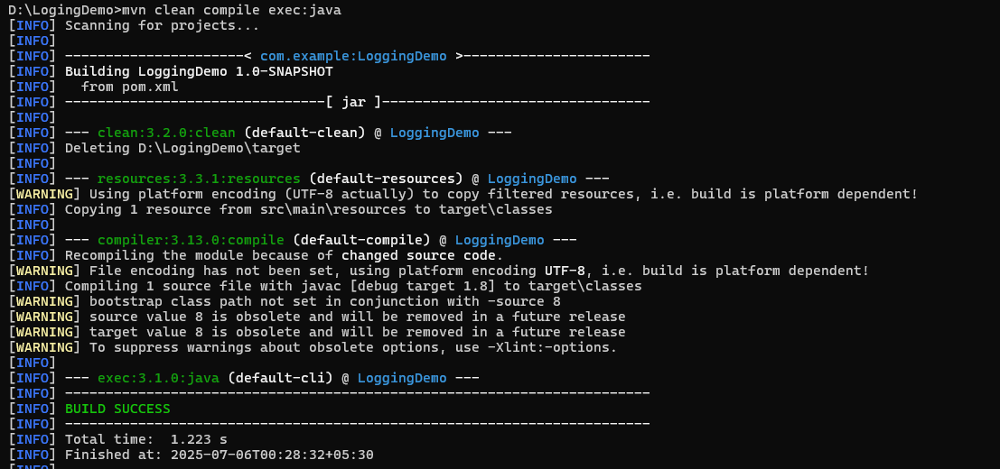 D:\LogingDemo>mvn clean compile exec:java
[INFO] Scanning for projects...
[INFO]
[INFO] ----------------------< com.example:LoggingDemo >-----------------------
[INFO] Building LoggingDemo 1.0-SNAPSHOT
[INFO]   from pom.xml
[INFO] --------------------------------[ jar ]---------------------------------
[INFO]
[INFO] --- clean:3.2.0:clean (default-clean) @ LoggingDemo ---
[INFO] Deleting D:\LogingDemo\target
[INFO]
[INFO] --- resources:3.3.1:resources (default-resources) @ LoggingDemo ---
[WARNING] Using platform encoding (UTF-8 actually) to copy filtered resources, i.e. build is platform dependent!
[INFO] Copying 1 resource from src\main\resources to target\classes
[INFO]
[INFO] --- compiler:3.13.0:compile (default-compile) @ LoggingDemo ---
[INFO] Recompiling the module because of changed source code.
[WARNING] File encoding has not been set, using platform encoding UTF-8, i.e. build is platform dependent!
[INFO] Compiling 1 source file with javac [debug target 1.8] to target\classes
[WARNING] bootstrap class path not set in conjunction with -source 8
[WARNING] source value 8 is obsolete and will be removed in a future release
[WARNING] target value 8 is obsolete and will be removed in a future release
[WARNING] To suppress warnings about obsolete options, use -Xlint:-options.
[INFO]
[INFO] --- exec:3.1.0:java (default-cli) @ LoggingDemo ---
[INFO] ------------------------------------------------------------------------
[INFO] BUILD SUCCESS
[INFO] ------------------------------------------------------------------------
[INFO] Total time:  1.223 s
[INFO] Finished at: 2025-07-06T00:28:32+05:30
[INFO]